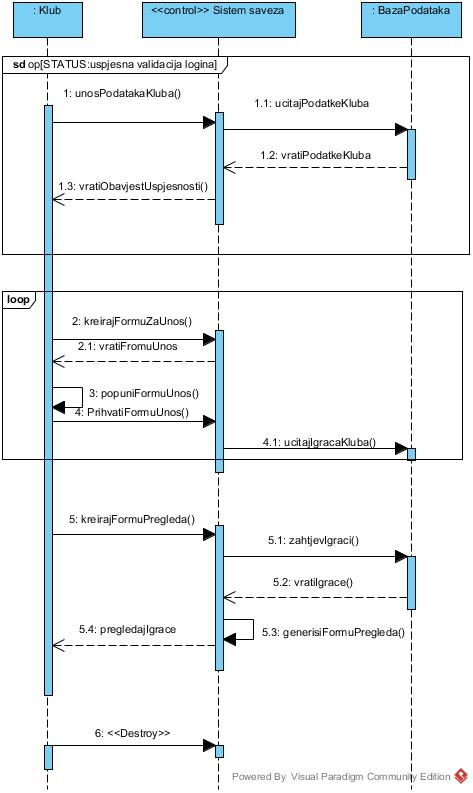 : Klub
<<control>> Sistem saveza
: BazaPodataka
sd op[STATUS:uspjesna validacija logina]
1: unosPodatakaKluba()
1.1: ucitajPodatkeKluba
1.2: vratiPodatkeKluba
1.3: vratiObavjestUspjesnosti()
loop
2: kreirajFormuZaUnos()
2.1: vratiFromuUnos
3: popuniFormuUnos()
4: PrihvatiFormuUnos()
4.1: ucitajIgracaKluba()
5: kreirajFormuPregleda()
5.1: zahtjevIgraci()
5.2: vratiIgrace()
5.3: generisiFormuPregleda()
5.4: pregledajIgrace
6: <<Destroy>>
Powered By Visual Paradigm Community Edition